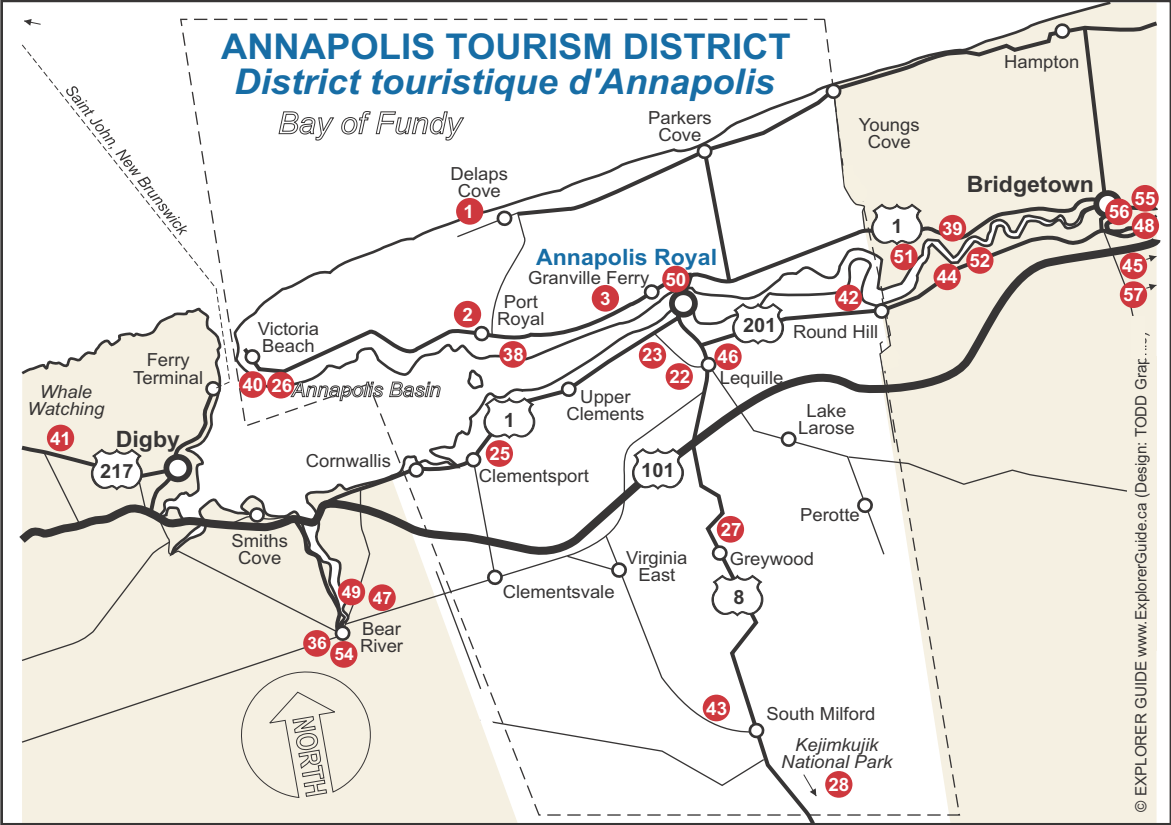 ANNAPOLIS TOURISM DISTRICT
District touristique d'Annapolis
Bay of Fundy
Saint John, New Brunswick
Hampton
Parkers
Cove
Youngs
Cove
Delaps
Cove
1
Bridgetown
55
56
48
1
39
51
52
44
45
57
Annapolis Royal
Granville Ferry
50
3
42
2
Port
Royal
201
Round Hill
Victoria
Beach
38
23
46
22
Lequille
Ferry
Terminal
40
26
Annapolis Basin
Whale
Watching
41
Upper
Clements
1
Lake
Larose
Digby
217
Cornwallis
25
Clementsport
101
Perotte
Smiths
Cove
27
Greywood
Virginia
East
Clementsvale
8
49
47
Bear
River
36
54
43
South Milford
Kejimkujik
National Park
28
NORTH
© EXPLORER GUIDE www.ExplorerGuide.ca (Design: TODD